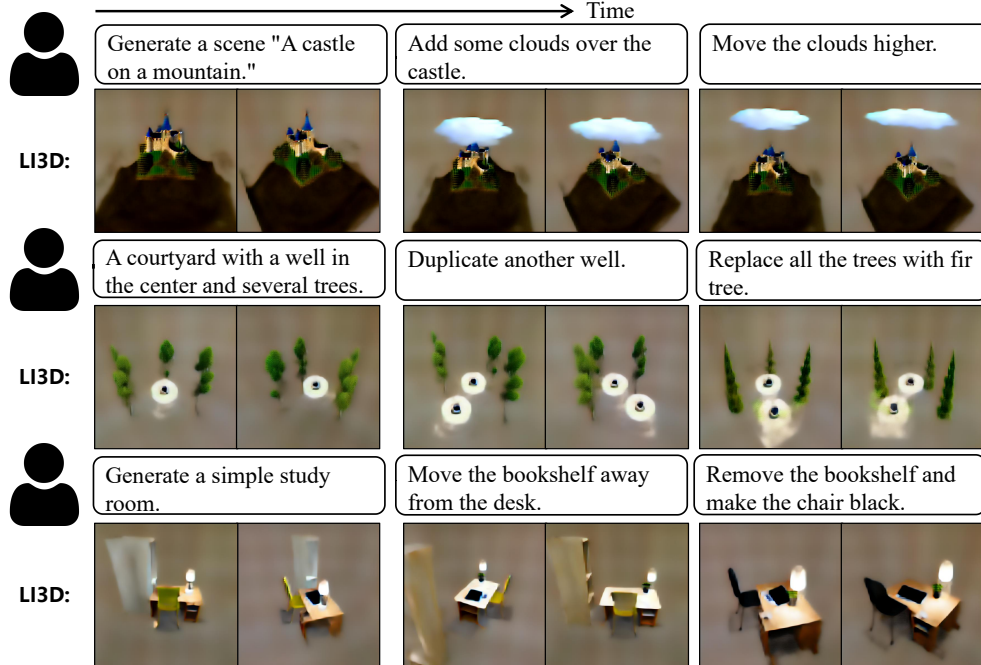 Time
Generate a scene "A castle
on a mountain."
Add some clouds over the
castle.
Move the clouds higher.
LI3D:
A courtyard with a well in
the center and several trees.
Duplicate another well.
Replace all the trees with fir
tree.
LI3D:
Generate a simple study
room.
Move the bookshelf away
from the desk.
Remove the bookshelf and
make the chair black.
LI3D: